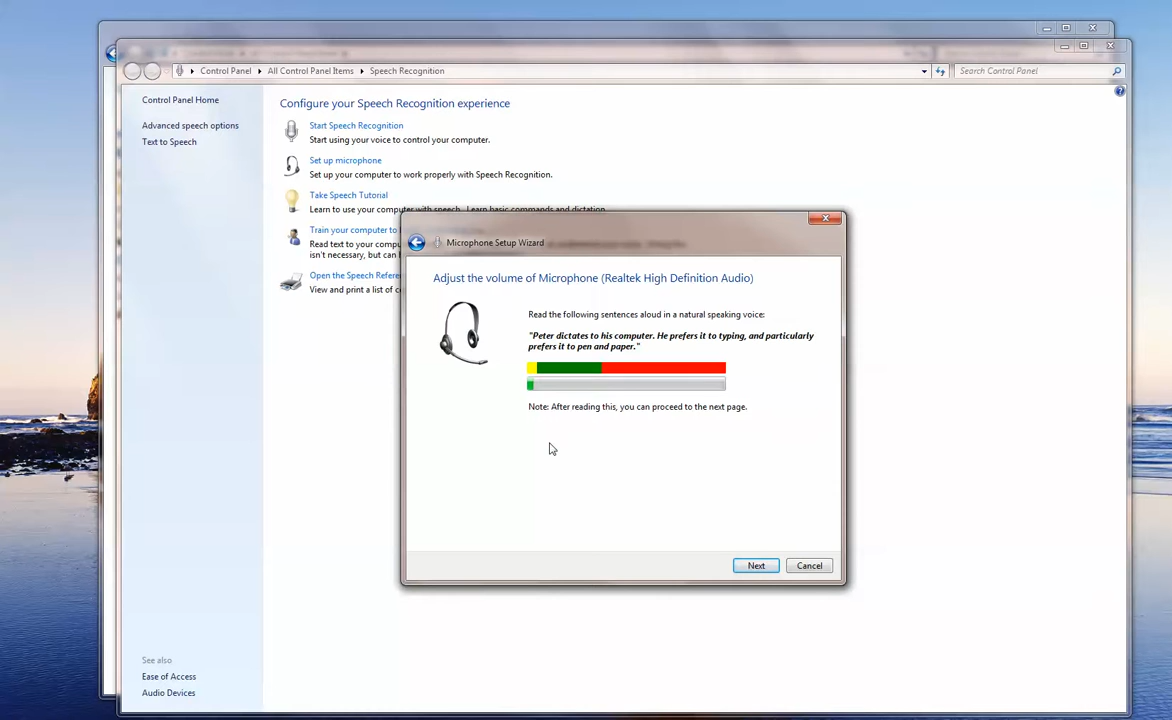 Control Panel All Control Panel Items Speech Recognition Search Control Panel
Control Panel Home
Advanced speech options
Text to Speech
Configure your Speech Recognition experience
Start Speech Recognition
Start using your voice to control your computer.
Set up microphone
Set up your computer to work properly with Speech Recognition.
Take Speech Tutorial
Learn to use your computer with speech. Learn basic commands and dictation.
Train your computer to
Read text to your
isn't necessary, but can
Open the Speech
View and print a list of
Microphone Setup Wizard
Adjust the volume of Microphone (Realtek High Definition Audio)
Read the following sentences aloud in a natural speaking voice:
"Peter dictates to his computer. He prefers it to typing, and particularly
prefers it to pen and paper."
Note: After reading this, you can proceed to the next page.
Next Cancel
See also
Ease of Access
Audio Devices